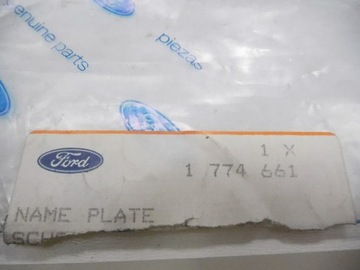 genuine parts
piezas
Ford
1 X
1 774 661
NAME PLATE